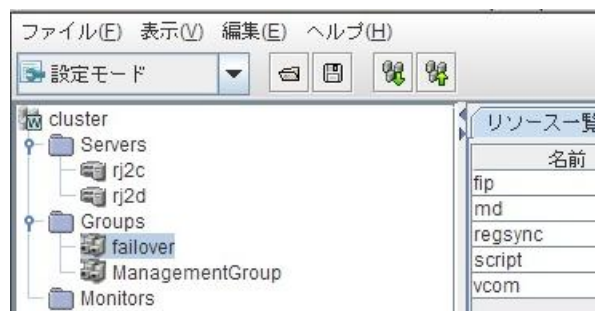 ファイル(F) 表示(V) 編集(E) ヘルプ(H)
設定モード
cluster
Servers
rj2c
rj2d
Groups
failover
ManagementGroup
Monitors
リソース一覧
名前
fip
md
regsync
script
vcom